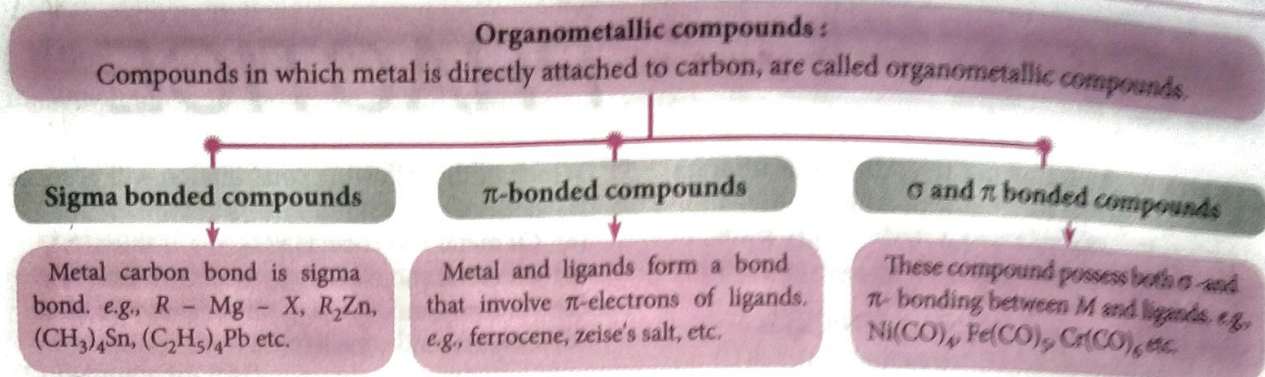 Organometallic compounds :
Compounds in which metal is directly attached to carbon, are called organometallic compounds.
Sigma bonded compounds
Metal carbon bond is sigma
bond. e.g., R – Mg – X, R₂Zn,
(CH₃)₄Sn, (C₂H₅)₄Pb etc.
π-bonded compounds
Metal and ligands form a bond
that involve π-electrons of ligands.
e.g., ferrocene, zeise's salt, etc.
σ and π bonded compounds
These compound possess both σ-and
π- bonding between M and ligands. e.g.,
Ni(CO)₄, Fe(CO)₅, Cr(CO)₆ etc.